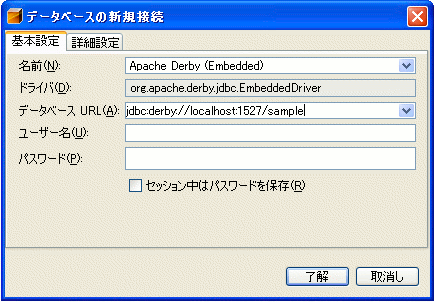 データベースの新規接続
基本設定 詳細設定
名前(N): Apache Derby (Embedded)
ドライバ(D): org.apache.derby.jdbc.EmbeddedDriver
データベース URL(A): jdbc:derby://localhost:1527/sample
ユーザー名(U):
パスワード(P):
セッション中はパスワードを保存(R)
了解 取消し